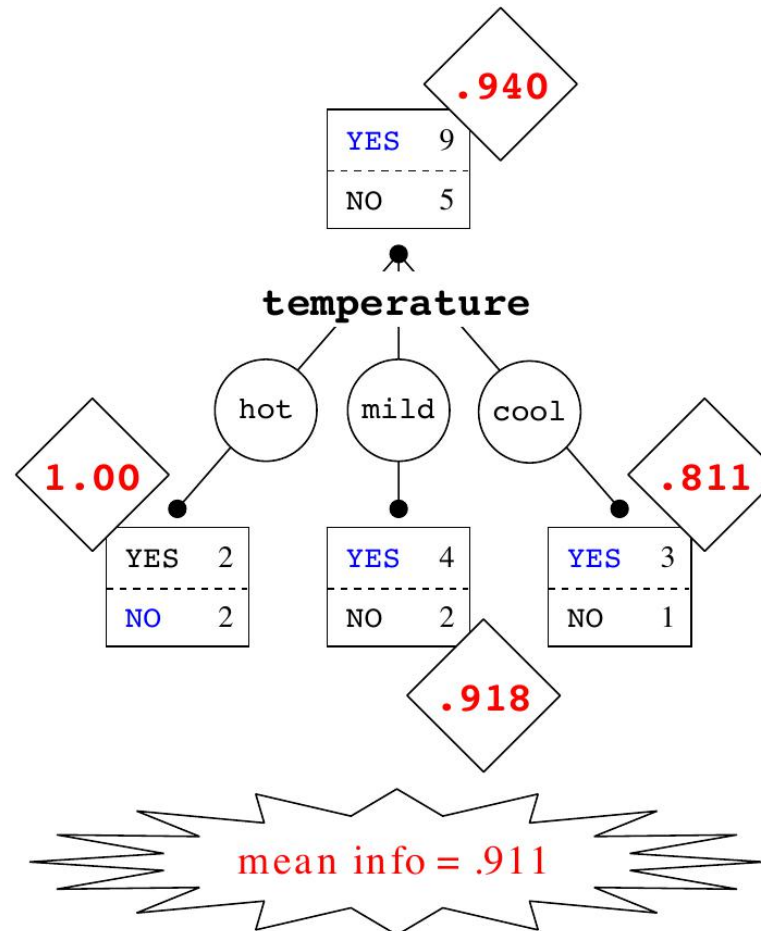 .940
YES 9
NO 5
temperature
hot mild cool
1.00 .811
YES 2 YES 4 YES 3
NO 2 NO 2 NO 1
.918
mean info = .911